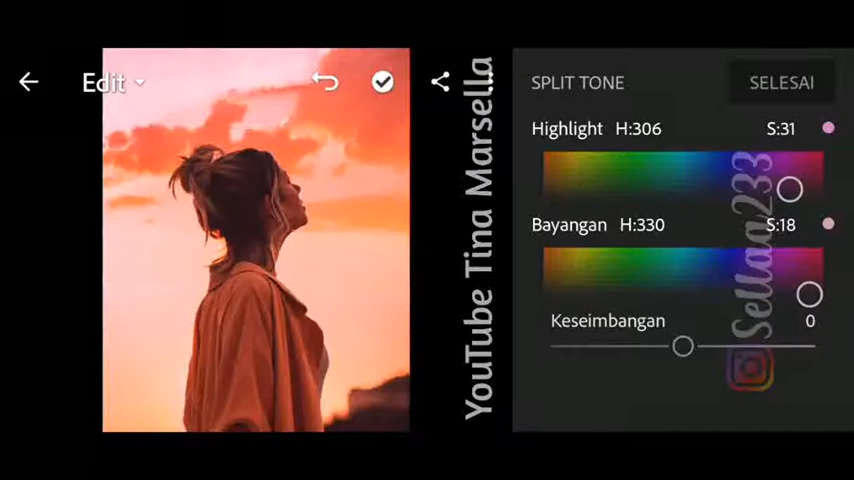 Edit
YouTube Tina Marsella
SPLIT TONE
SELESAI
Highlight H:306 S:31
Bayangan H:330 S:18
Keseimbangan 0
Sellaa233